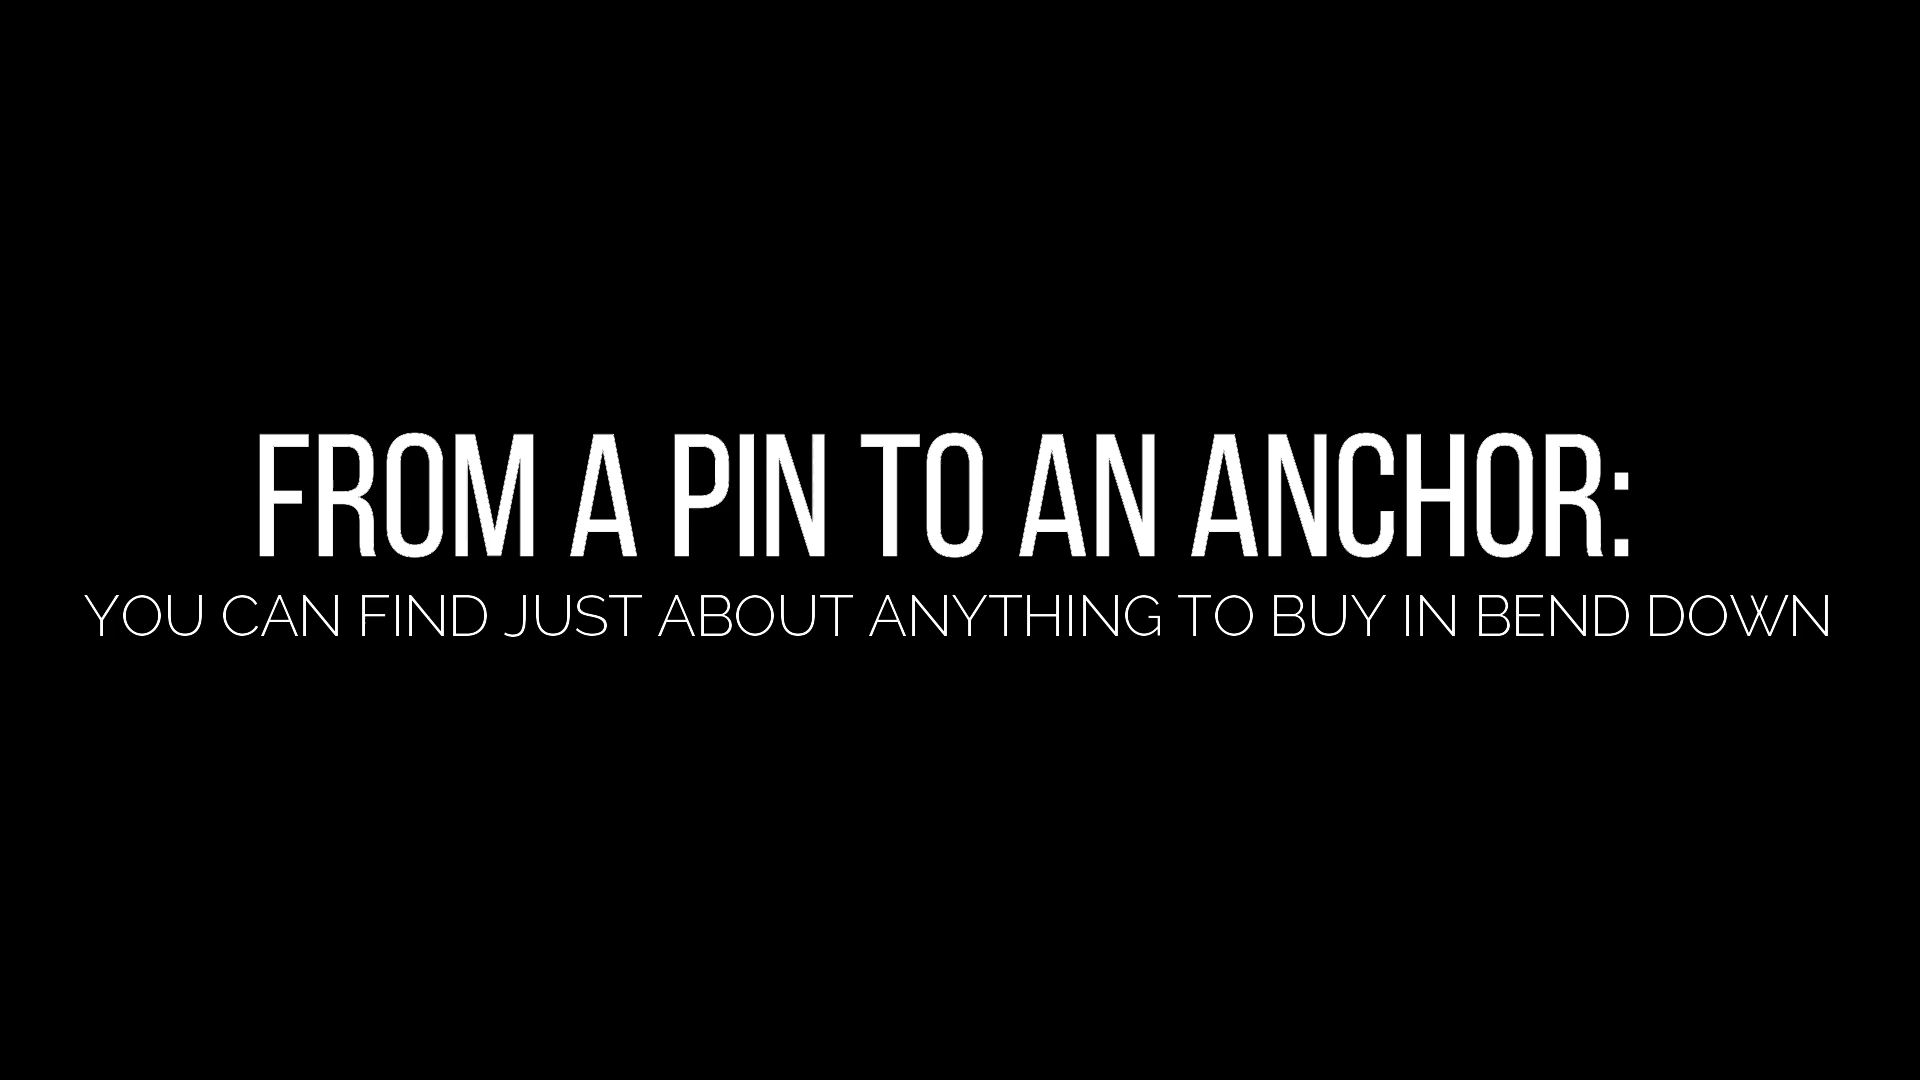 FROM A PIN TO AN ANCHOR:
YOU CAN FIND JUST ABOUT ANYTHING TO BUY IN BEND DOWN